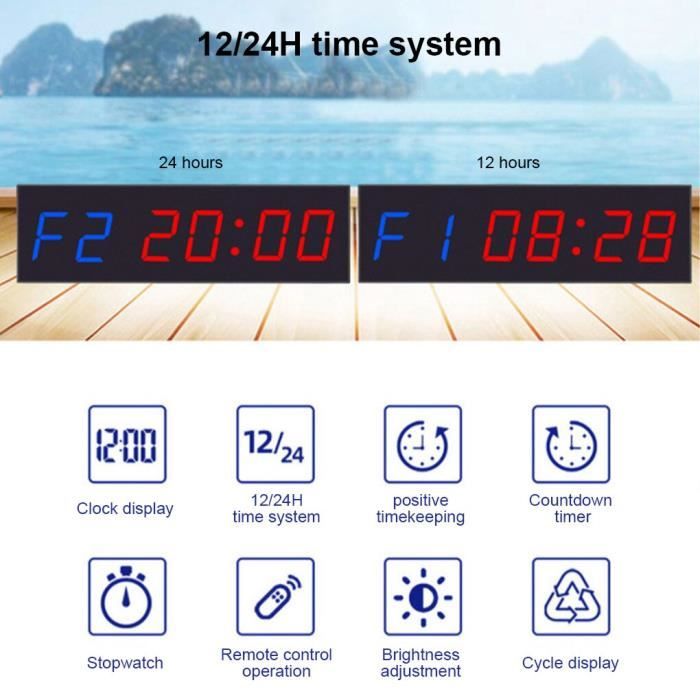 12/24H time system
24 hours
12 hours
F2 20:00
F1 08:28
12:00
12/24
Clock display
12/24H
time system
positive
timekeeping
Countdown
timer
Stopwatch
Remote control
operation
Brightness
adjustment
Cycle display